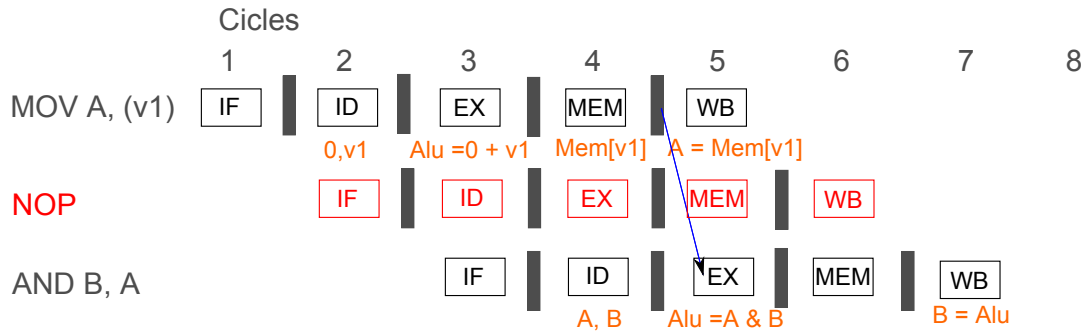 Cicles
1 2 3 4 5 6 7 8
MOV A, (v1) IF ID EX MEM WB
0,v1 Alu =0 + v1 Mem[v1] A = Mem[v1]
NOP IF ID EX MEM WB
AND B, A IF ID EX MEM WB
A, B Alu =A & B B = Alu